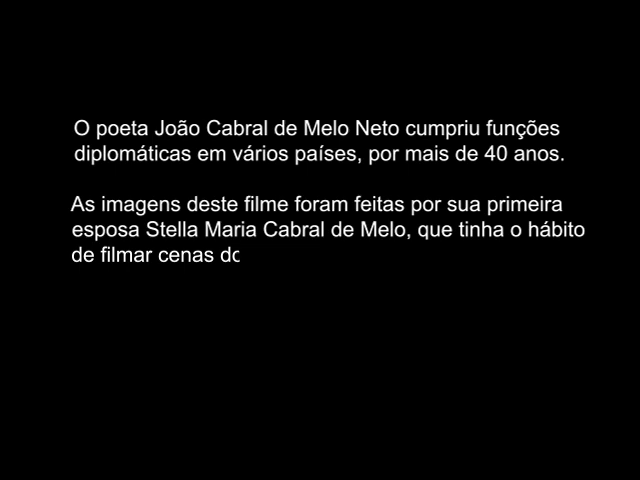 O poeta João Cabral de Melo Neto cumpriu funções
diplomáticas em vários países, por mais de 40 anos.
As imagens deste filme foram feitas por sua primeira
esposa Stella Maria Cabral de Melo, que tinha o hábito
de filmar cenas do